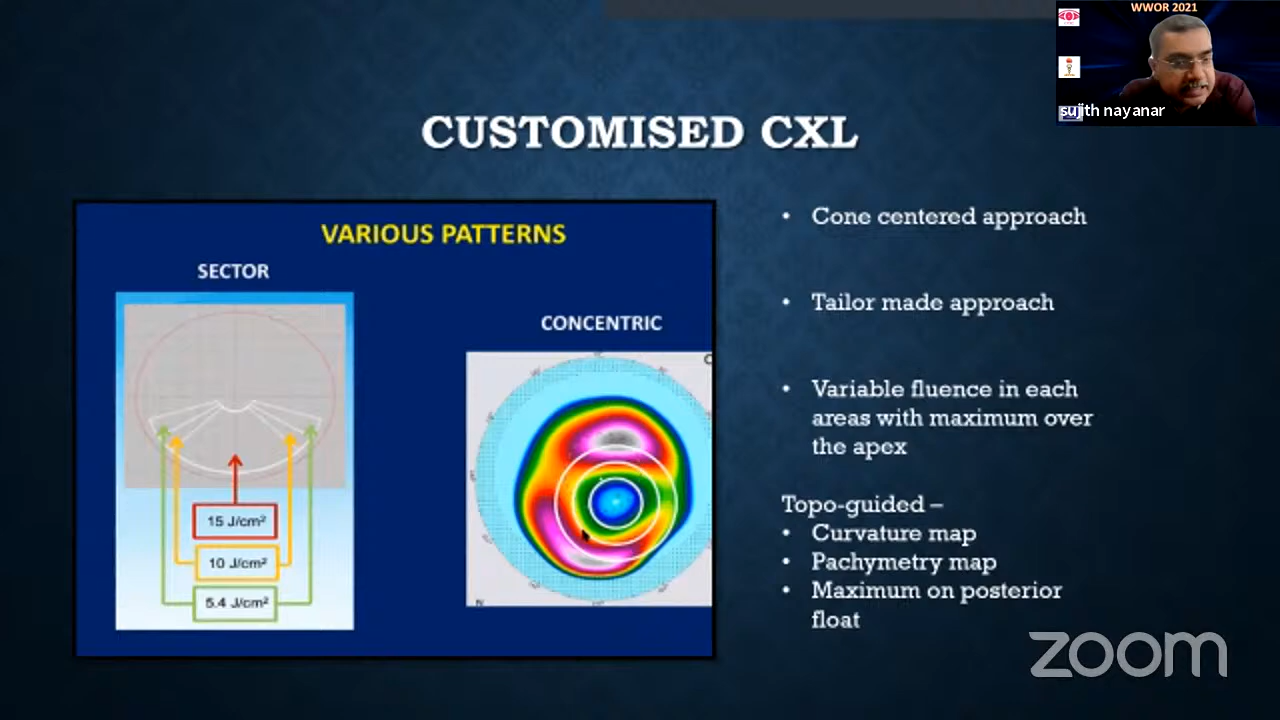 WWOR 2021
sujith nayanar
CUSTOMISED CXL
VARIOUS PATTERNS
SECTOR
15 J/cm²
10 J/cm²
5.4 J/cm²
CONCENTRIC
• Cone centered approach
• Tailor made approach
• Variable fluence in each
areas with maximum over
the apex
Topo-guided –
• Curvature map
• Pachymetry map
• Maximum on posterior
float
zoom